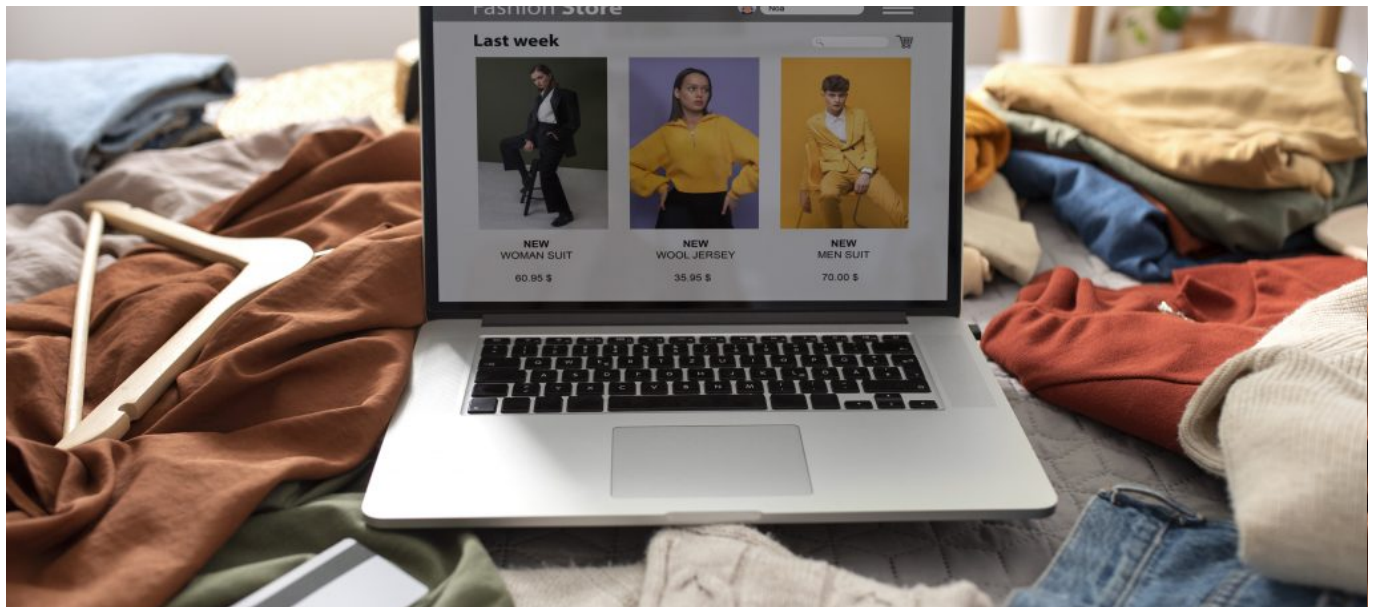 Fashion Store
Noa
Last week
NEW
WOMAN SUIT
60.95 $
NEW
WOOL JERSEY
35.95 $
NEW
MEN SUIT
70.00 $